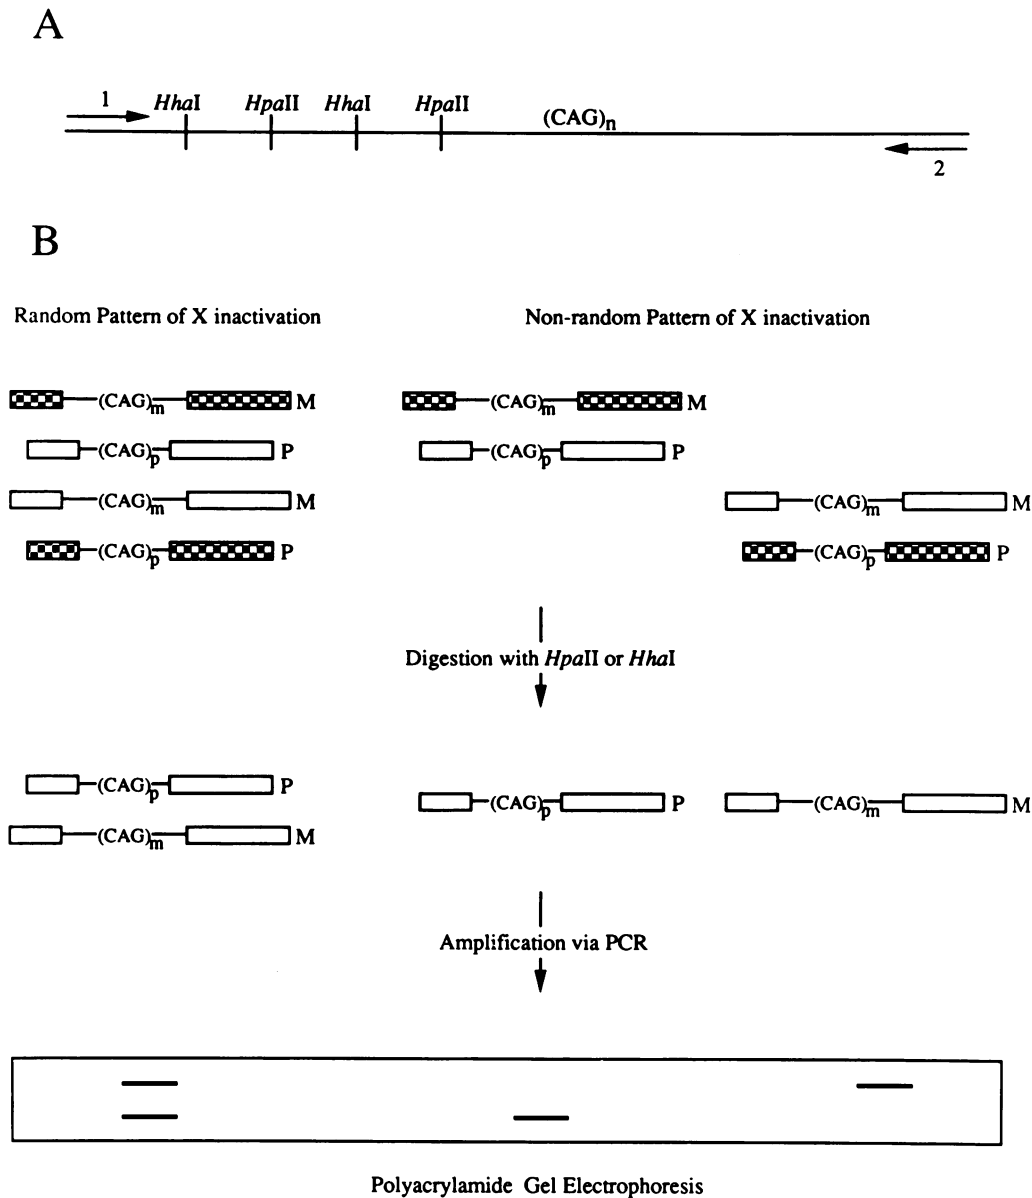 A
1 HhaI HpaII HhaI HpaII (CAG)n
2
B
Random Pattern of X inactivation Non-random Pattern of X inactivation
(CAG)m M (CAG)m M
(CAG)p P (CAG)p P
(CAG)m M (CAG)m M
(CAG)p P (CAG)p P
Digestion with HpaII or HhaI
(CAG)p P (CAG)p P (CAG)m M
(CAG)m M
Amplification via PCR
Polyacrylamide Gel Electrophoresis